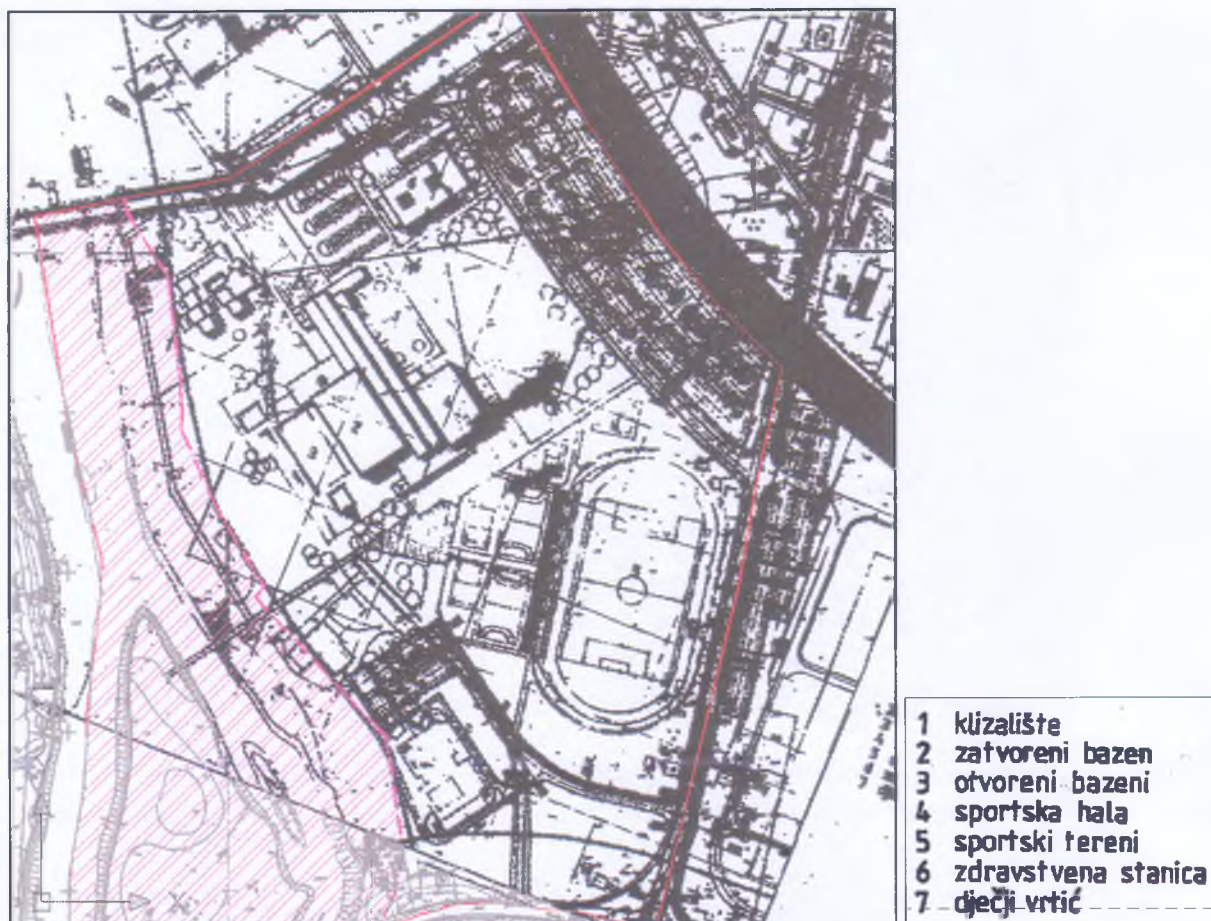 1 klizalište
2 zatvoreni bazen
3 otvoreni bazeni
4 sportska hala
5 sportski tereni
6 zdravstvena stanica
7 dječji vrtić